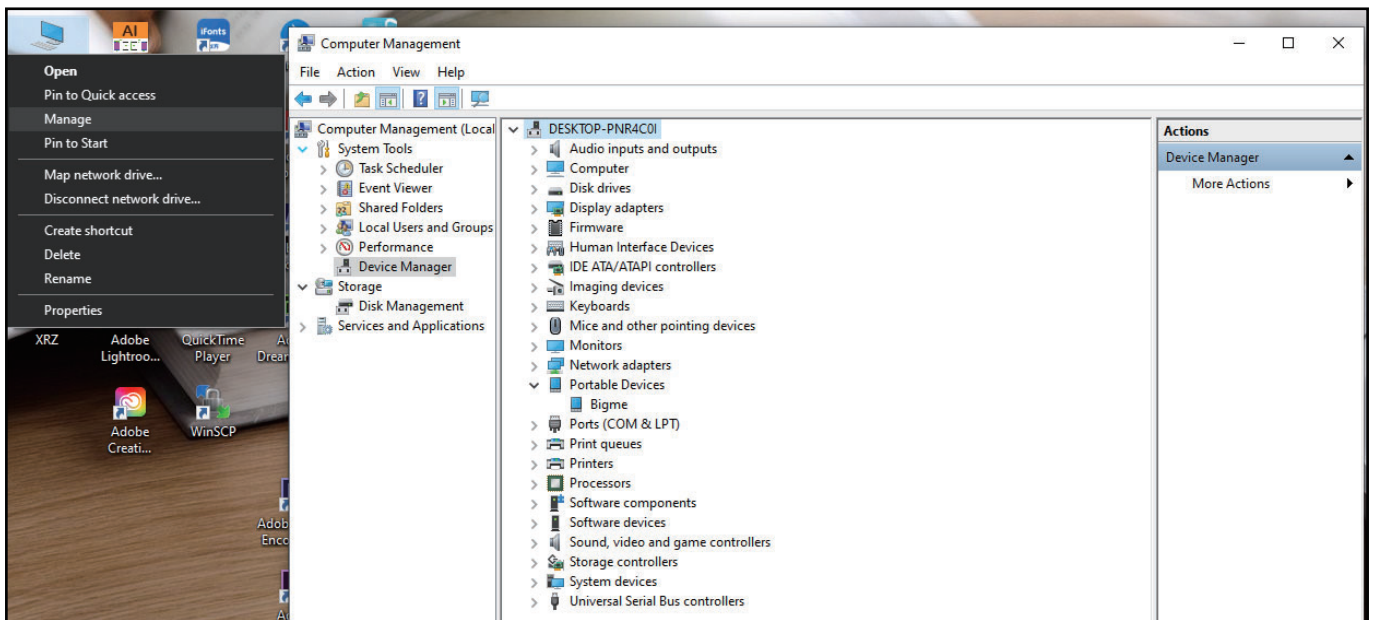 AI
iFonts
Open
Pin to Quick access
Manage
Pin to Start
Map network drive...
Disconnect network drive...
Create shortcut
Delete
Rename
Properties
XRZ
Adobe
Lightroo...
QuickTime
Player
Adobe
Creati...
WinSCP
Computer Management
File Action View Help
Computer Management (Local
System Tools
Task Scheduler
Event Viewer
Shared Folders
Local Users and Groups
Performance
Device Manager
Storage
Disk Management
Services and Applications
DESKTOP-PNR4C0I
Audio inputs and outputs
Computer
Disk drives
Display adapters
Firmware
Human Interface Devices
IDE ATA/ATAPI controllers
Imaging devices
Keyboards
Mice and other pointing devices
Monitors
Network adapters
Portable Devices
Bigme
Ports (COM & LPT)
Print queues
Printers
Processors
Software components
Software devices
Sound, video and game controllers
Storage controllers
System devices
Universal Serial Bus controllers
Actions
Device Manager
More Actions